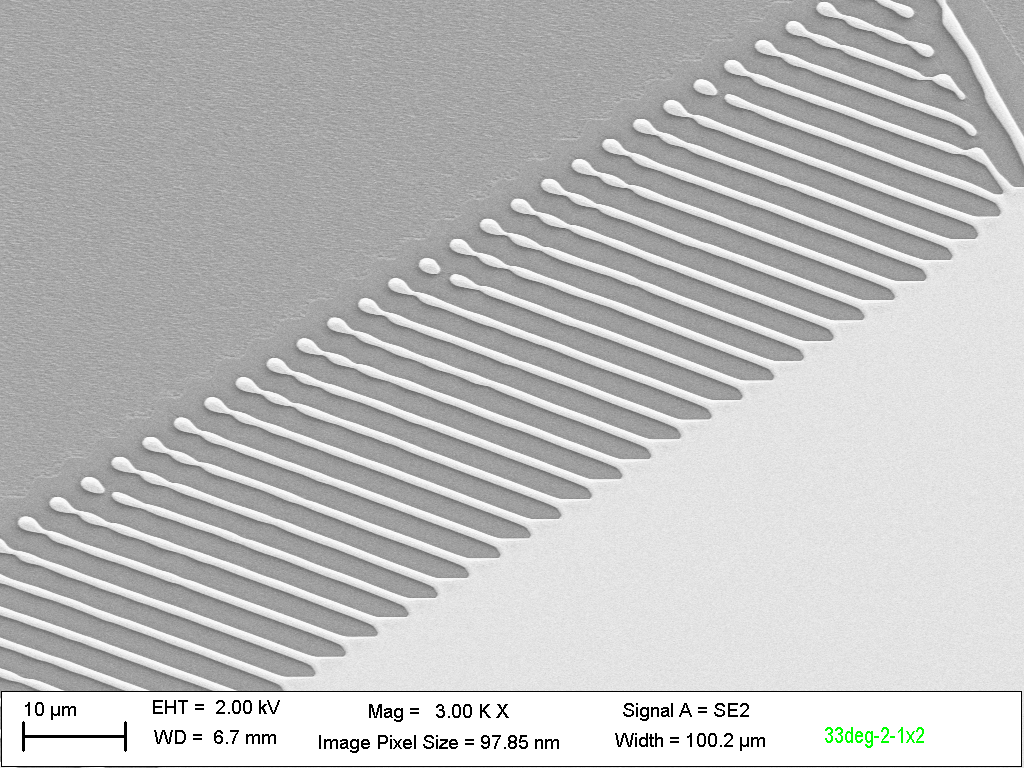 10 µm
EHT = 2.00 kV
WD = 6.7 mm
Mag = 3.00 K X
Image Pixel Size = 97.85 nm
Signal A = SE2
Width = 100.2 µm
33deg-2-1x2